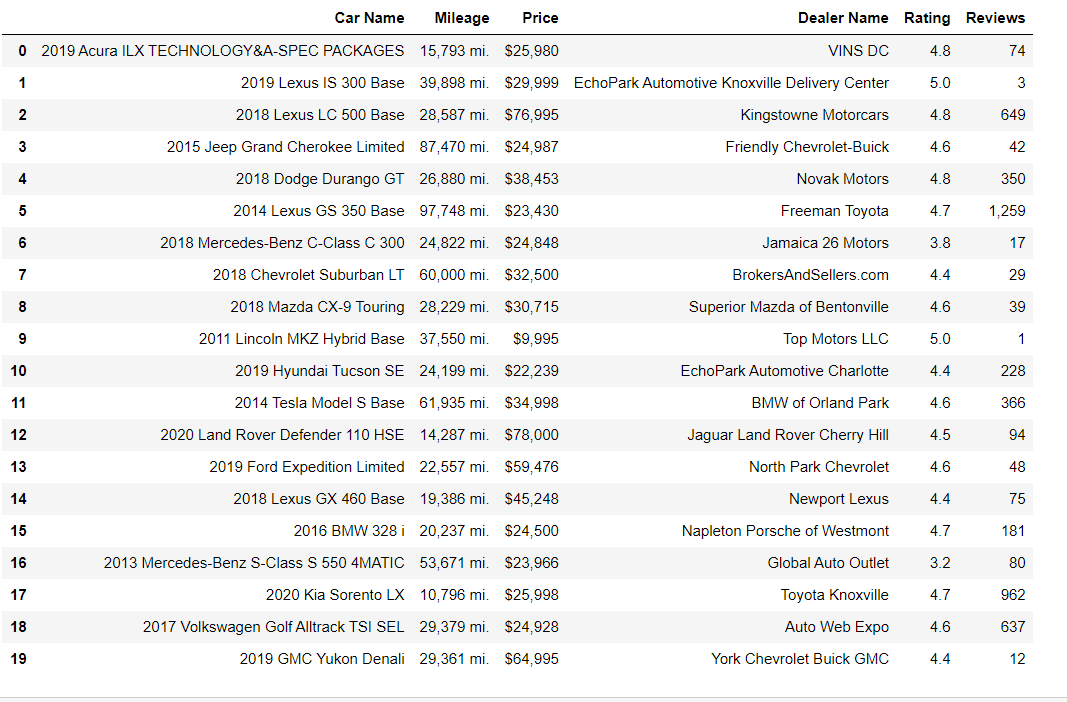 Car Name Mileage Price Dealer Name Rating Reviews
0 2019 Acura ILX TECHNOLOGY&A-SPEC PACKAGES 15,793 mi. $25,980 VINS DC 4.8 74
1 2019 Lexus IS 300 Base 39,898 mi. $29,999 EchoPark Automotive Knoxville Delivery Center 5.0 3
2 2018 Lexus LC 500 Base 28,587 mi. $76,995 Kingstowne Motorcars 4.8 649
3 2015 Jeep Grand Cherokee Limited 87,470 mi. $24,987 Friendly Chevrolet-Buick 4.6 42
4 2018 Dodge Durango GT 26,880 mi. $38,453 Novak Motors 4.8 350
5 2014 Lexus GS 350 Base 97,748 mi. $23,430 Freeman Toyota 4.7 1,259
6 2018 Mercedes-Benz C-Class C 300 24,822 mi. $24,848 Jamaica 26 Motors 3.8 17
7 2018 Chevrolet Suburban LT 60,000 mi. $32,500 BrokersAndSellers.com 4.4 29
8 2018 Mazda CX-9 Touring 28,229 mi. $30,715 Superior Mazda of Bentonville 4.6 39
9 2011 Lincoln MKZ Hybrid Base 37,550 mi. $9,995 Top Motors LLC 5.0 1
10 2019 Hyundai Tucson SE 24,199 mi. $22,239 EchoPark Automotive Charlotte 4.4 228
11 2014 Tesla Model S Base 61,935 mi. $34,998 BMW of Orland Park 4.6 366
12 2020 Land Rover Defender 110 HSE 14,287 mi. $78,000 Jaguar Land Rover Cherry Hill 4.5 94
13 2019 Ford Expedition Limited 22,557 mi. $59,476 North Park Chevrolet 4.6 48
14 2018 Lexus GX 460 Base 19,386 mi. $45,248 Newport Lexus 4.4 75
15 2016 BMW 328 i 20,237 mi. $24,500 Napleton Porsche of Westmont 4.7 181
16 2013 Mercedes-Benz S-Class S 550 4MATIC 53,671 mi. $23,966 Global Auto Outlet 3.2 80
17 2020 Kia Sorento LX 10,796 mi. $25,998 Toyota Knoxville 4.7 962
18 2017 Volkswagen Golf Alltrack TSI SEL 29,379 mi. $24,928 Auto Web Expo 4.6 637
19 2019 GMC Yukon Denali 29,361 mi. $64,995 York Chevrolet Buick GMC 4.4 12